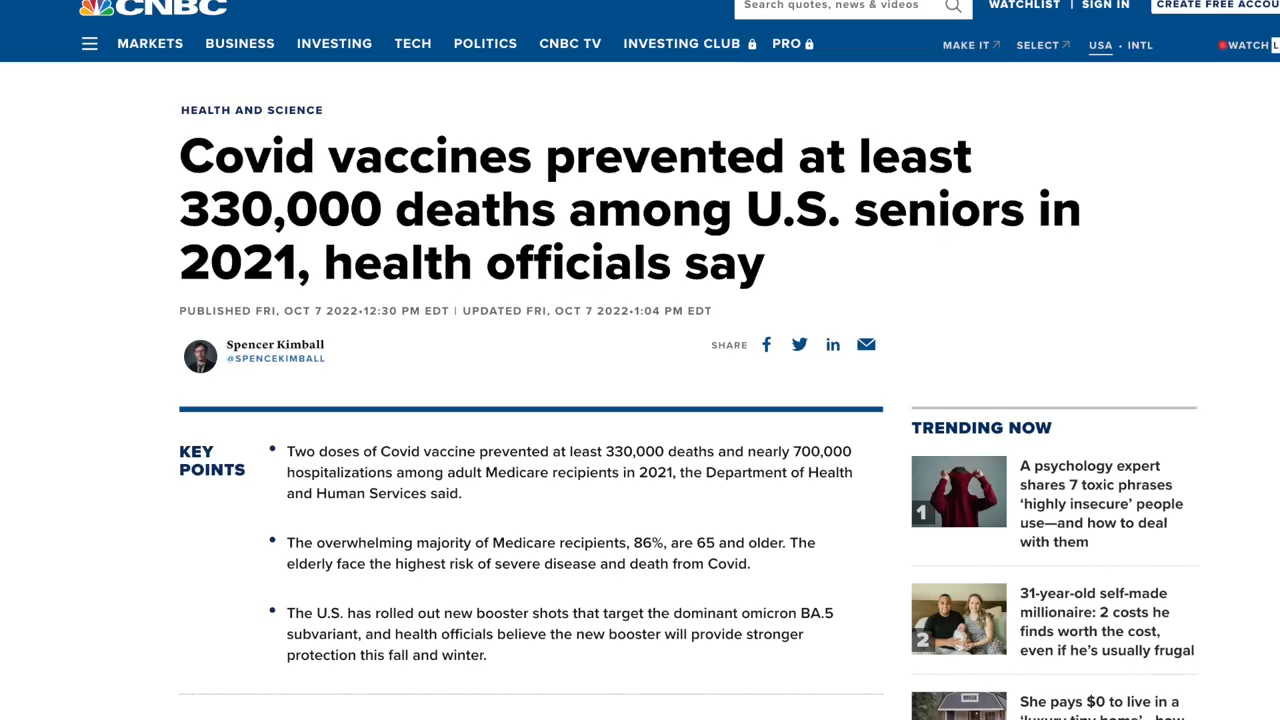 CNBC
Search quotes, news & videos
WATCHLIST | SIGN IN
CREATE FREE ACCOU
MARKETS BUSINESS INVESTING TECH POLITICS CNBC TV INVESTING CLUB PRO
MAKE IT SELECT USA • INTL WATCH L
HEALTH AND SCIENCE
Covid vaccines prevented at least
330,000 deaths among U.S. seniors in
2021, health officials say
PUBLISHED FRI, OCT 7 2022•12:30 PM EDT | UPDATED FRI, OCT 7 2022•1:04 PM EDT
Spencer Kimball
@SPENCEKIMBALL
SHARE
KEY
POINTS
• Two doses of Covid vaccine prevented at least 330,000 deaths and nearly 700,000
hospitalizations among adult Medicare recipients in 2021, the Department of Health
and Human Services said.
• The overwhelming majority of Medicare recipients, 86%, are 65 and older. The
elderly face the highest risk of severe disease and death from Covid.
• The U.S. has rolled out new booster shots that target the dominant omicron BA.5
subvariant, and health officials believe the new booster will provide stronger
protection this fall and winter.
TRENDING NOW
1
A psychology expert
shares 7 toxic phrases
‘highly insecure’ people
use—and how to deal
with them
2
31-year-old self-made
millionaire: 2 costs he
finds worth the cost,
even if he’s usually frugal
She pays $0 to live in a
‘luxury tiny home’—how